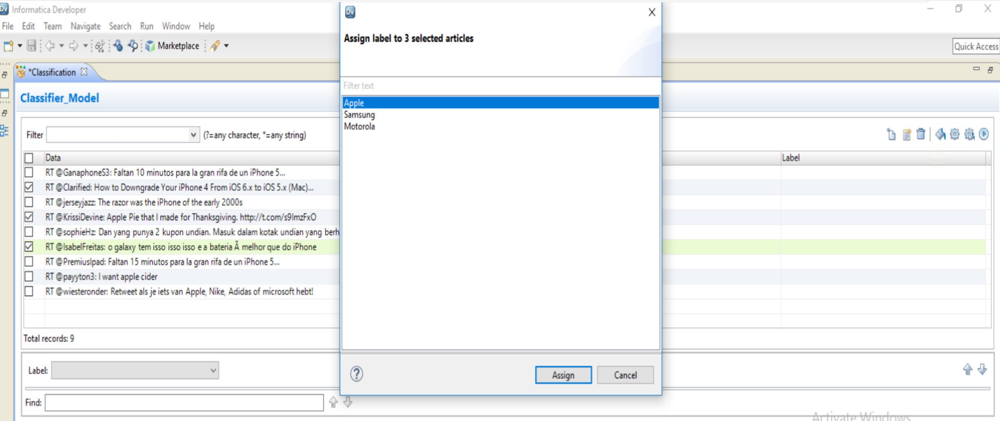 Dv Informatica Developer
File Edit Team Navigate Search Run Window Help
Marketplace
Quick Access
*Classification
Classifier_Model
Filter (?=any character, *=any string)
Data Label
RT @GanaphoneS3: Faltan 10 minutos para la gran rifa de un iPhone 5...
RT @Clarified: How to Downgrade Your iPhone 4 From iOS 6.x to iOS 5.x (Mac)...
RT @jerseyjazz: The razor was the iPhone of the early 2000s
RT @KrissiDevine: Apple Pie that I made for Thanksgiving. http://t.com/s9ImzFxO
RT @sophieHz: Dan yang punya 2 kupon undian. Masuk dalam kotak undian yang berh
RT @IsabelFreitas: o galaxy tem isso isso isso e a bateria Ã melhor que do iPhone
RT @PremiusIpad: Faltan 15 minutos para la gran rifa de un iPhone 5...
RT @payyton3: I want apple cider
RT @wiesteronder: Retweet als je iets van Apple, Nike, Adidas of microsoft hebt!
Total records: 9
Label:
Find:
Dv
Assign label to 3 selected articles
Filter text
Apple
Samsung
Motorola
?
Assign Cancel
Activate Windows